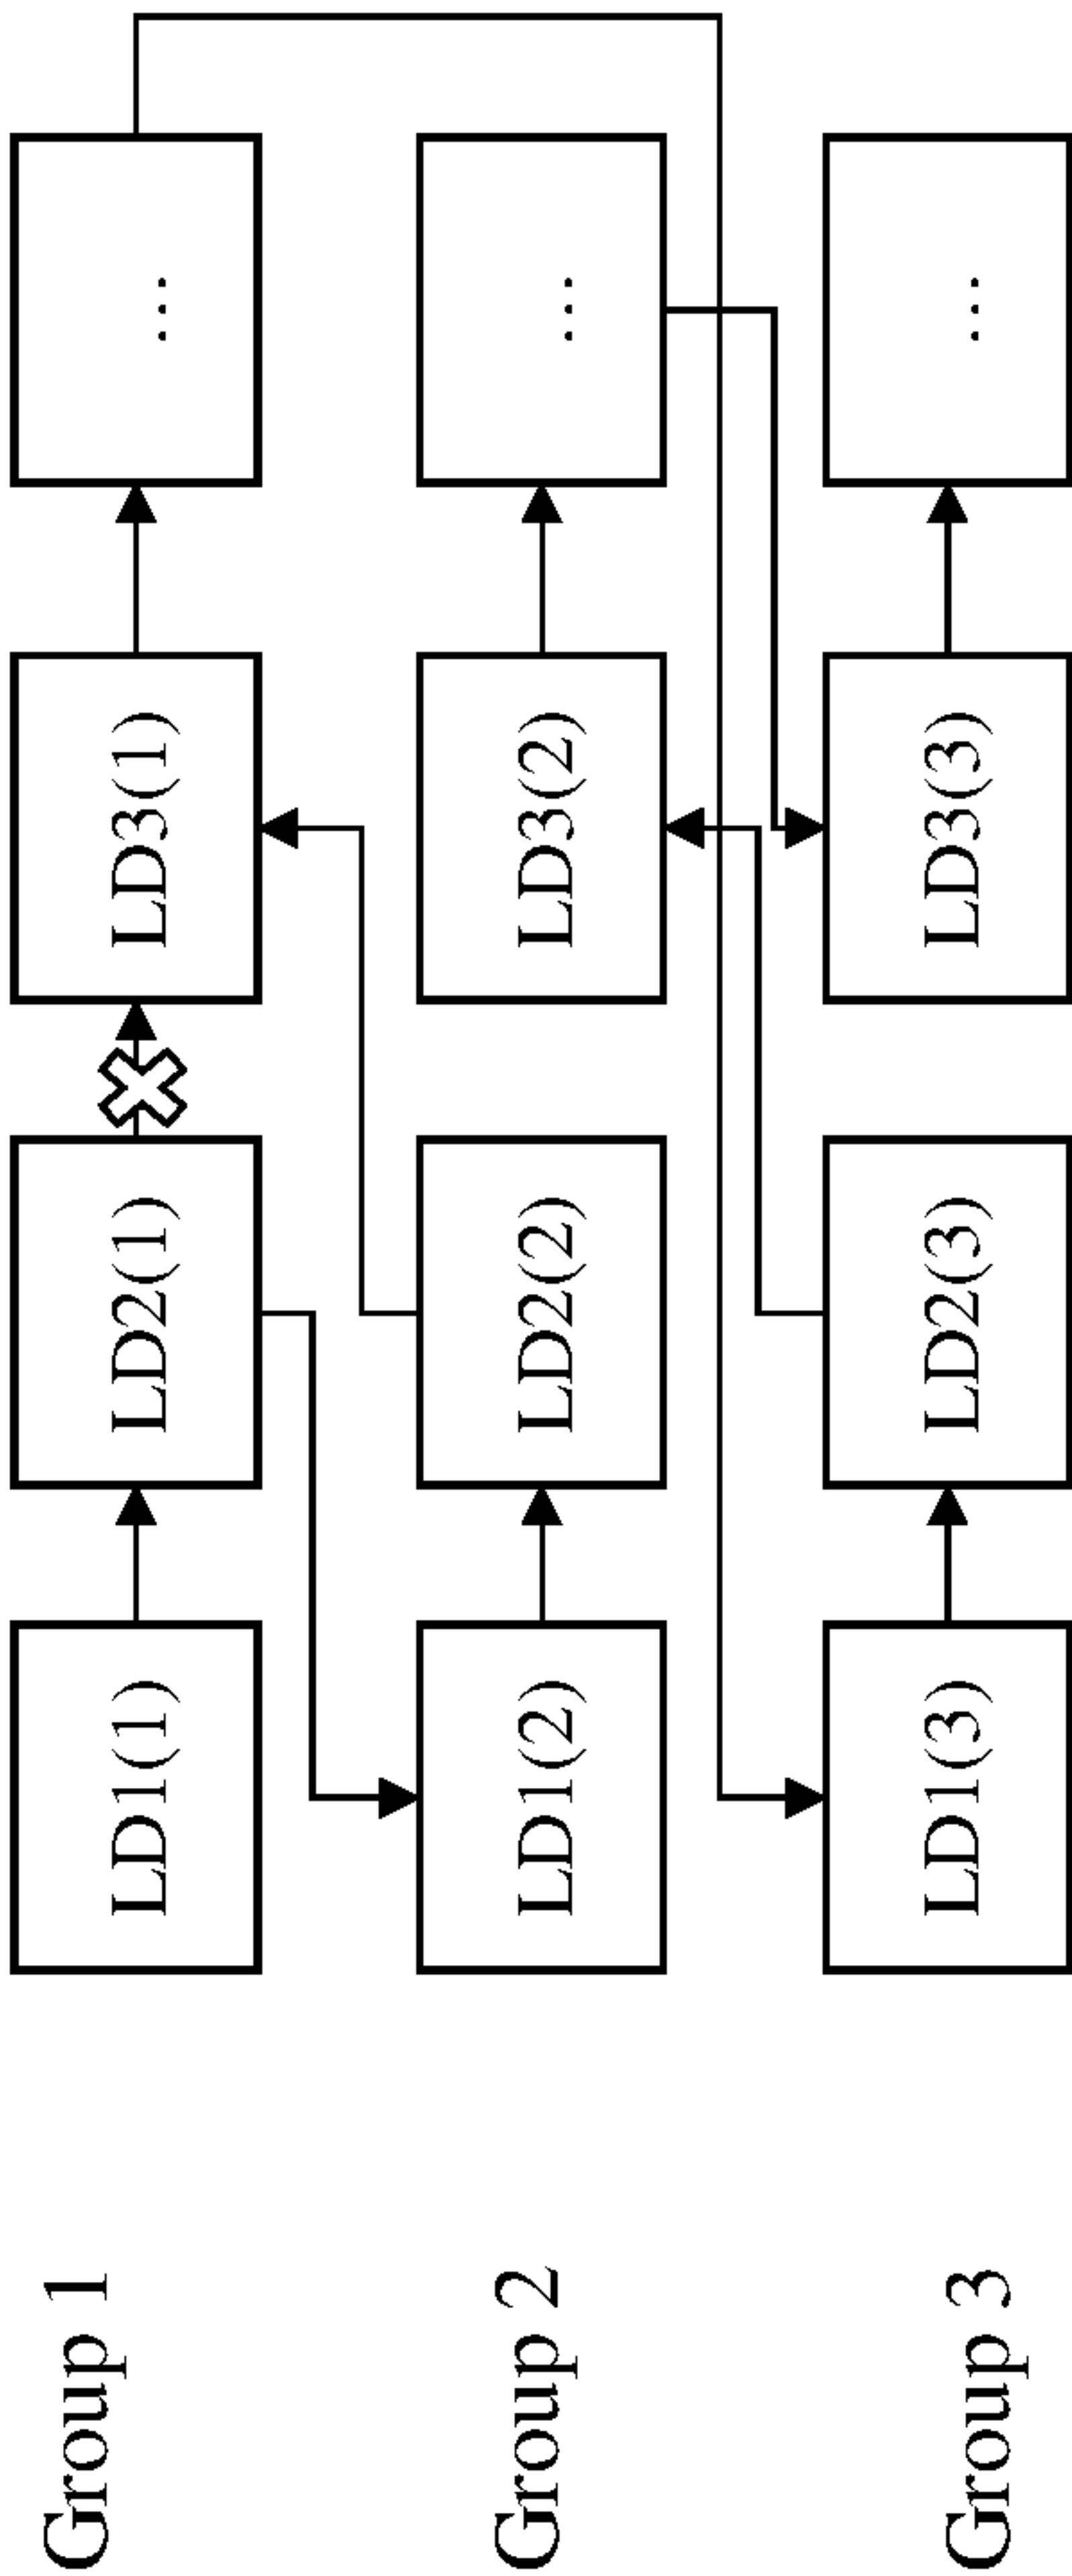 Group 1
LD1(1)
LD2(1)
LD3(1)
...
Group 2
LD1(2)
LD2(2)
LD3(2)
...
Group 3
LD1(3)
LD2(3)
LD3(3)
...